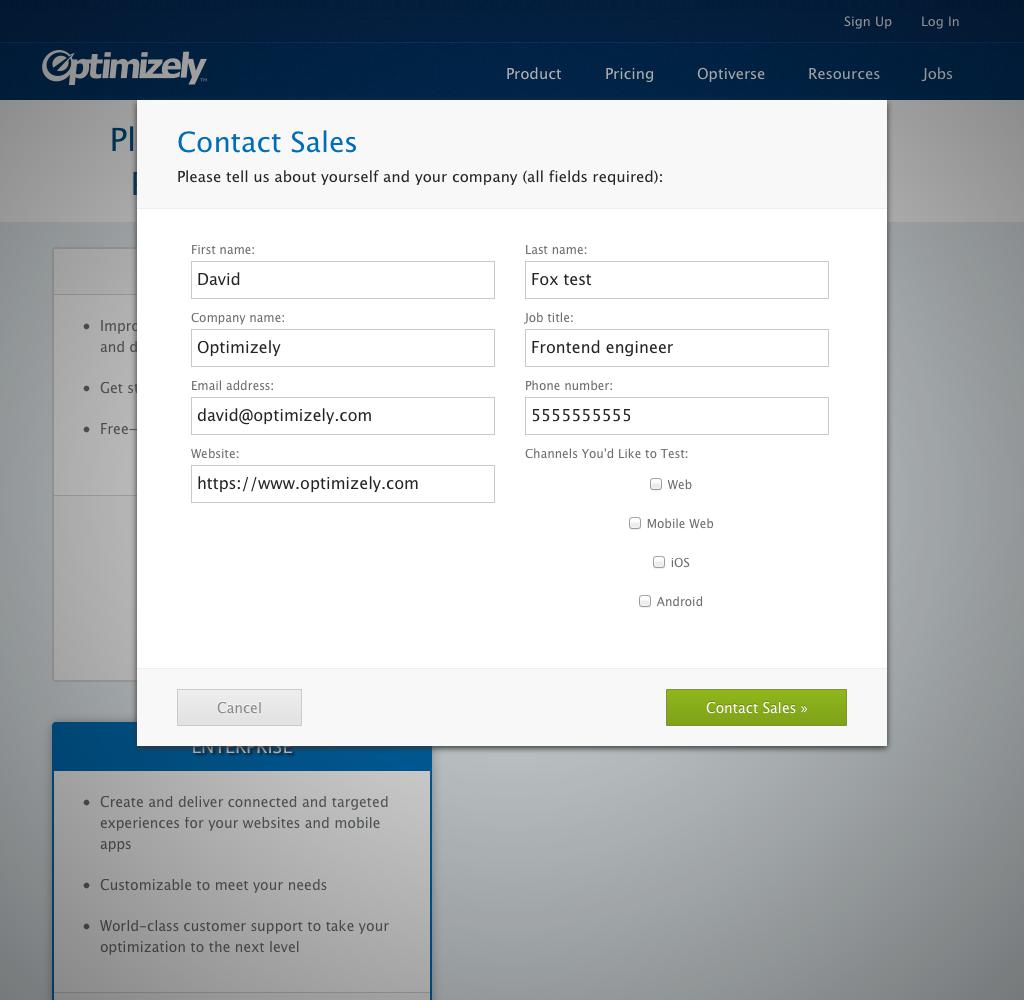 Sign Up Log In
Optimizely™
Product Pricing Optiverse Resources Jobs
Contact Sales
Please tell us about yourself and your company (all fields required):
First name:
David
Last name:
Fox test
Company name:
Optimizely
Job title:
Frontend engineer
Email address:
david@optimizely.com
Phone number:
5555555555
Website:
https://www.optimizely.com
Channels You'd Like to Test:
Web
Mobile Web
iOS
Android
Cancel
Contact Sales »
and d
Get st
Free–
ENTERPRISE
• Create and deliver connected and targeted
experiences for your websites and mobile
apps
• Customizable to meet your needs
• World-class customer support to take your
optimization to the next level